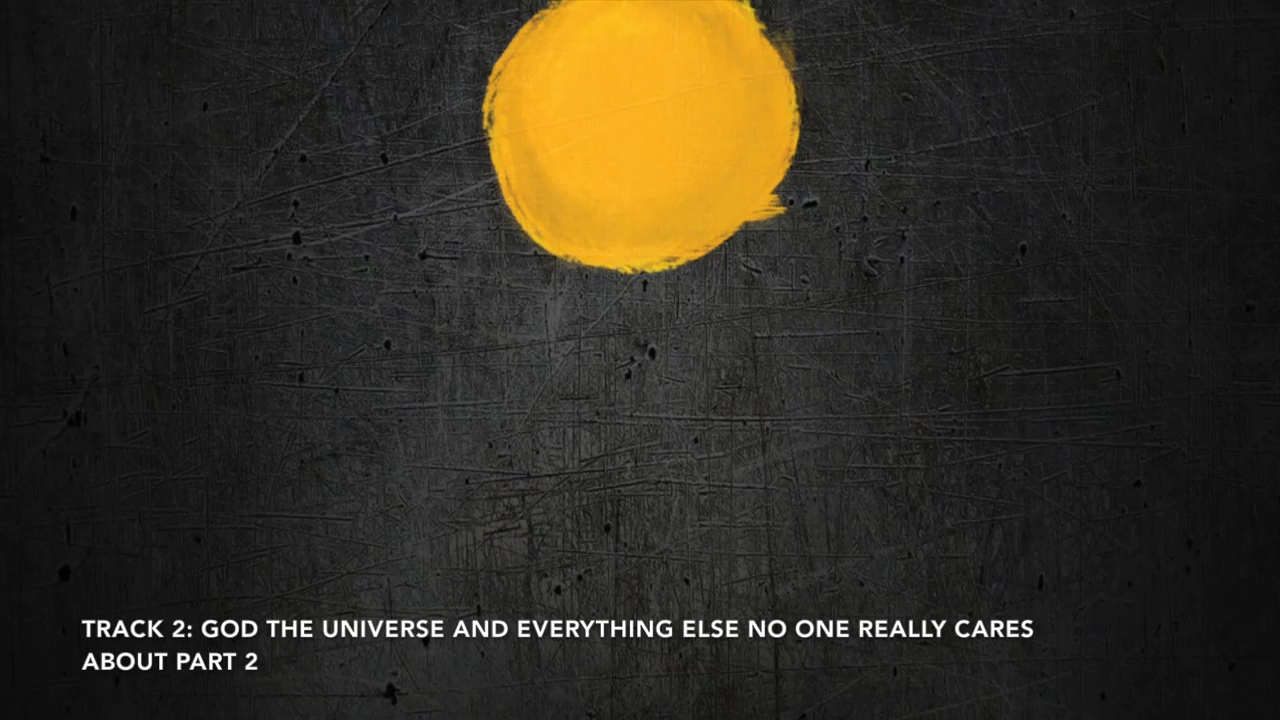 TRACK 2: GOD THE UNIVERSE AND EVERYTHING ELSE NO ONE REALLY CARES
ABOUT PART 2